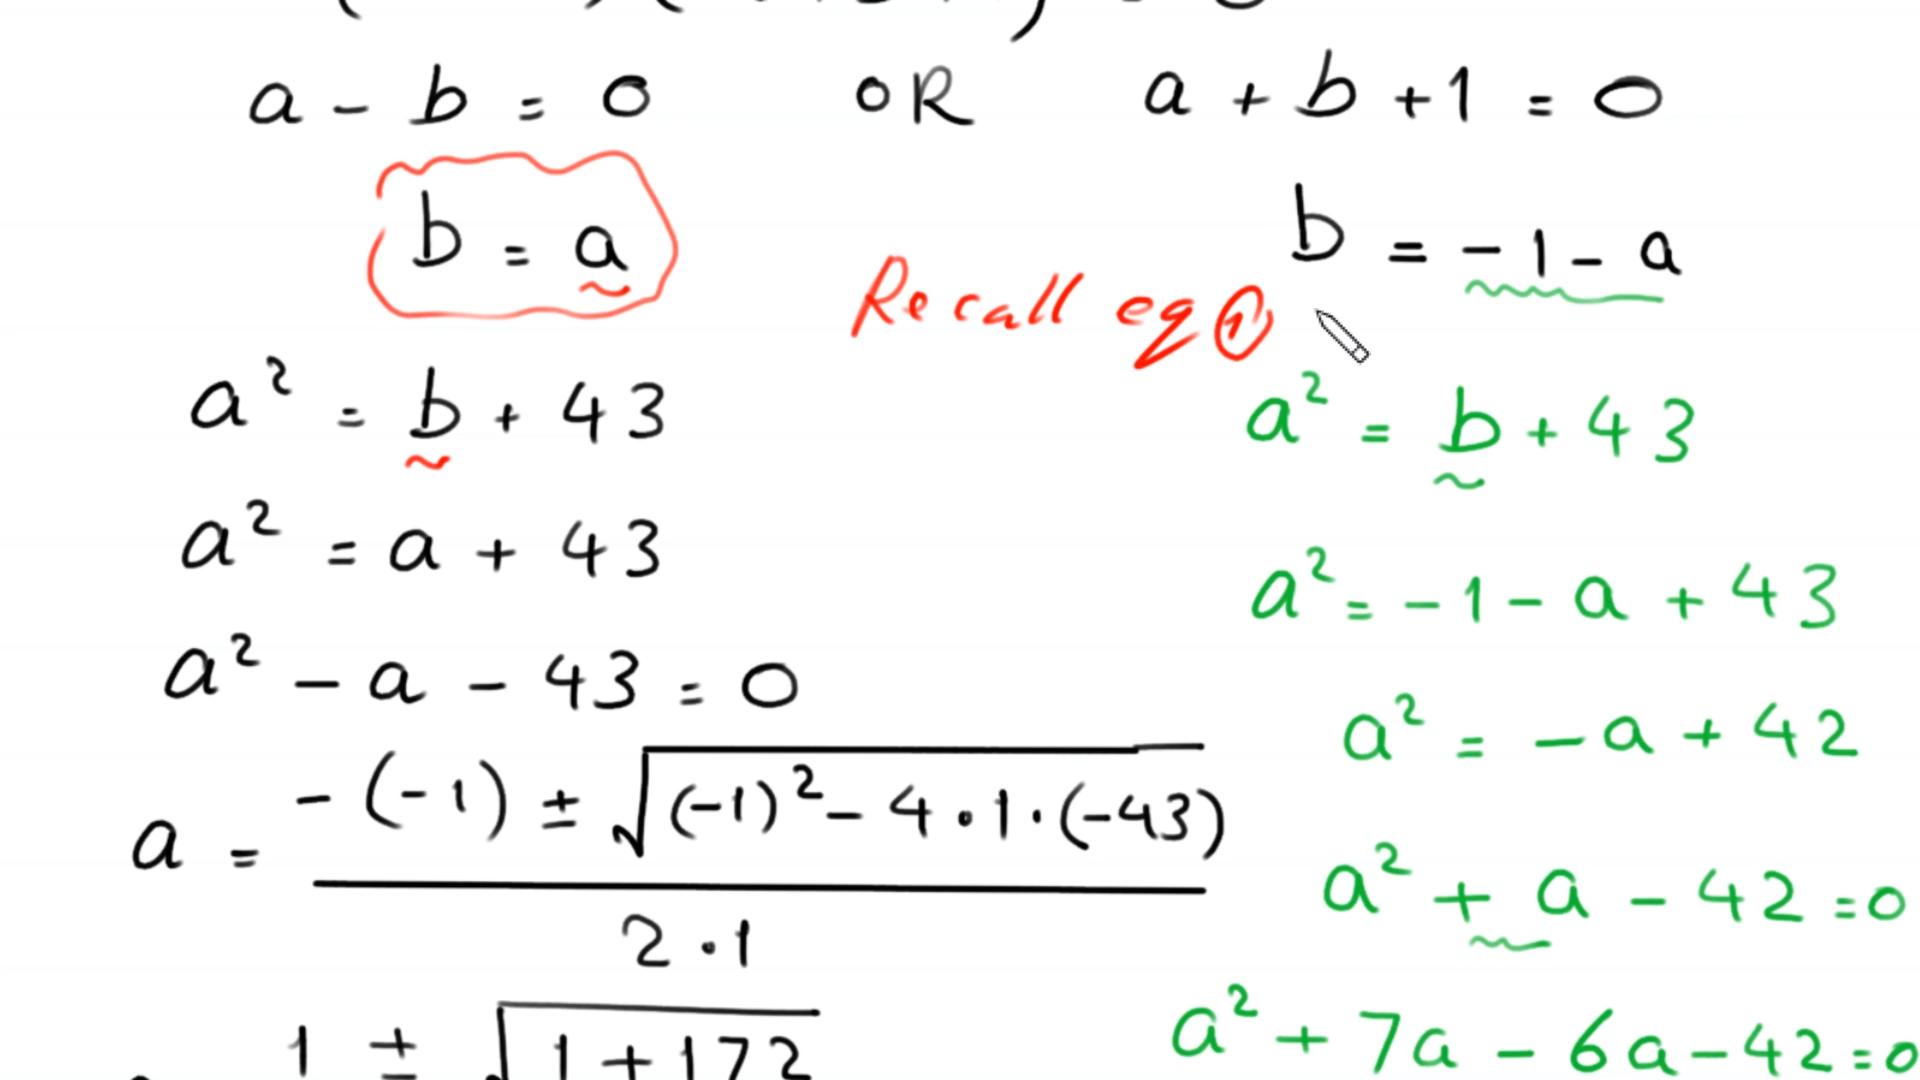 a - b = 0 OR a + b + 1 = 0
b = a
b = -1 - a
Recall eq ①
a² = b + 43
a² = b + 43
a² = a + 43
a² = -1 - a + 43
a² - a - 43 = 0
a² = -a + 42
a = -(-1) ± √(-1)² - 4 · 1 · (-43)
2 · 1
a² + a - 42 = 0
1 ± √1 + 172
a² + 7a - 6a - 42 = 0